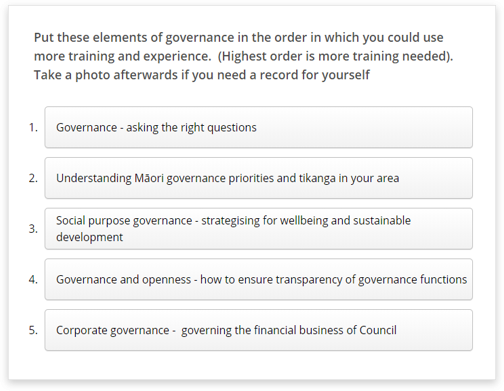 Put these elements of governance in the order in which you could use
more training and experience.  (Highest order is more training needed).
Take a photo afterwards if you need a record for yourself
1. Governance - asking the right questions
2. Understanding Māori governance priorities and tikanga in your area
3. Social purpose governance - strategising for wellbeing and sustainable
development
4. Governance and openness - how to ensure transparency of governance functions
5. Corporate governance -  governing the financial business of Council